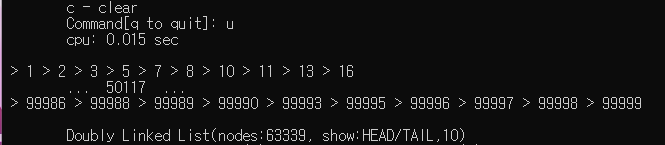 c - clear
Command[q to quit]: u
cpu: 0.015 sec
> 1 > 2 > 3 > 5 > 7 > 8 > 10 > 11 > 13 > 16
... 50117 ...
> 99986 > 99988 > 99989 > 99990 > 99993 > 99995 > 99996 > 99997 > 99998 > 99999
Doubly Linked List(nodes:63339, show:HEAD/TAIL,10)